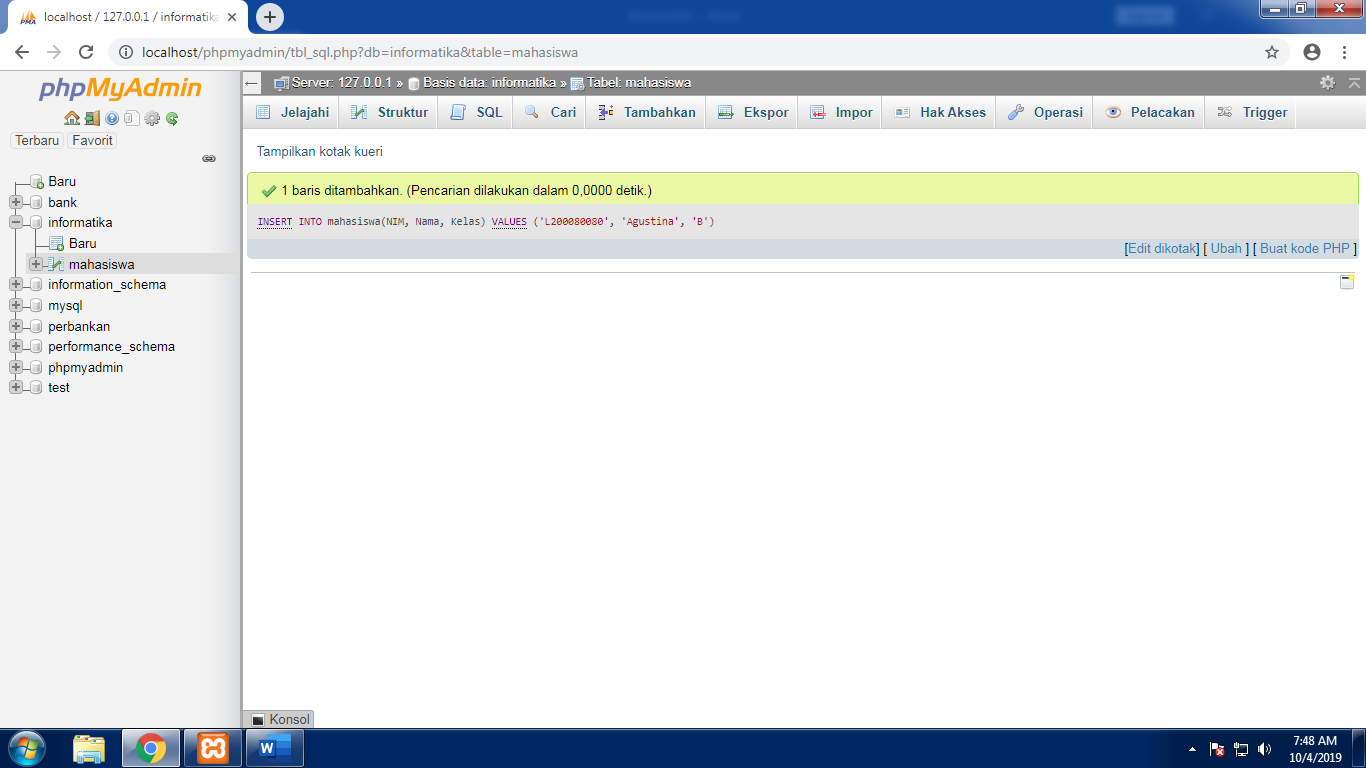 localhost / 127.0.0.1 / informatika
localhost/phpmyadmin/tbl_sql.php?db=informatika&table=mahasiswa
phpMyAdmin
Terbaru Favorit
Baru
bank
informatika
Baru
mahasiswa
information_schema
mysql
perbankan
performance_schema
phpmyadmin
test
Server: 127.0.0.1 » Basis data: informatika » Tabel: mahasiswa
Jelajahi Struktur SQL Cari Tambahkan Ekspor Impor Hak Akses Operasi Pelacakan Trigger
Tampilkan kotak kueri
1 baris ditambahkan. (Pencarian dilakukan dalam 0,0000 detik.)
INSERT INTO mahasiswa(NIM, Nama, Kelas) VALUES ('L200080080', 'Agustina', 'B')
[Edit dikotak] [ Ubah ] [ Buat kode PHP ]
Konsol
7:48 AM
10/4/2019